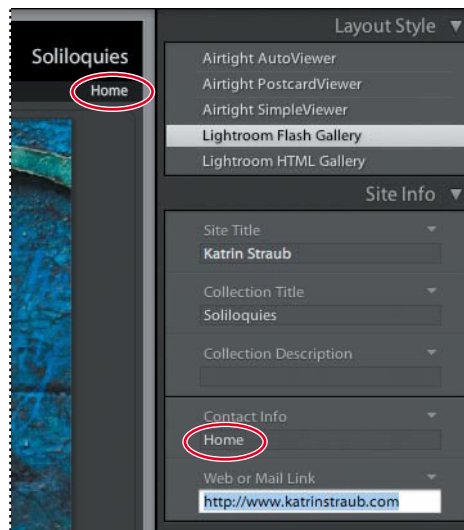 Soliloquies
Home
Layout Style
Airtight AutoViewer
Airtight PostcardViewer
Airtight SimpleViewer
Lightroom Flash Gallery
Lightroom HTML Gallery
Site Info
Site Title
Katrin Straub
Collection Title
Soliloquies
Collection Description
Contact Info
Home
Web or Mail Link
http://www.katrinstraub.com